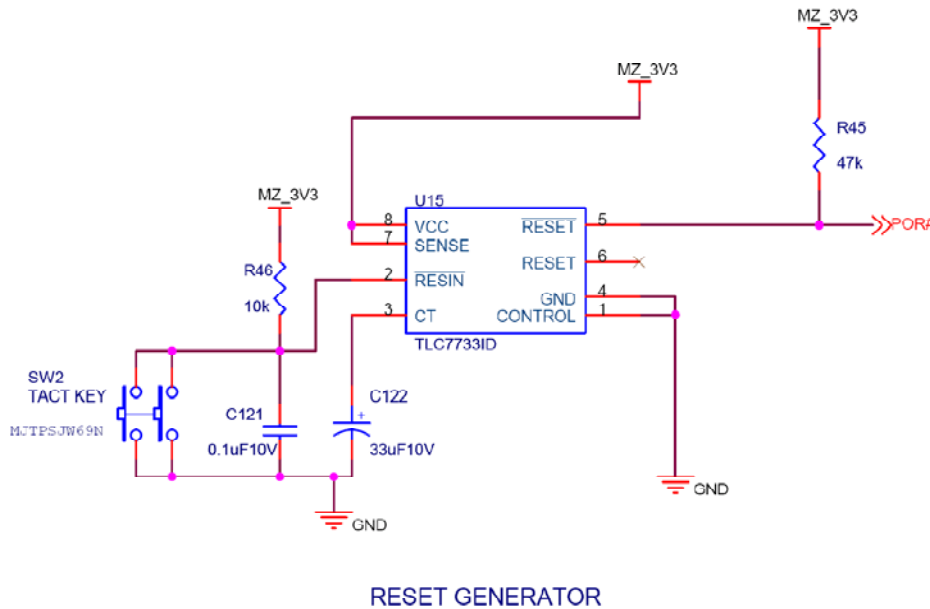 MZ_3V3
MZ_3V3
R45
47k
MZ_3V3
U15
8
VCC
RESET
5
7
SENSE
R46
10k
2
RESIN
RESET
6
3
CT
GND
4
CONTROL
1
TLC7733ID
SW2
TACT KEY
MJTPSJW69N
C121
0.1uF10V
C122
+
33uF10V
GND
GND
RESET GENERATOR